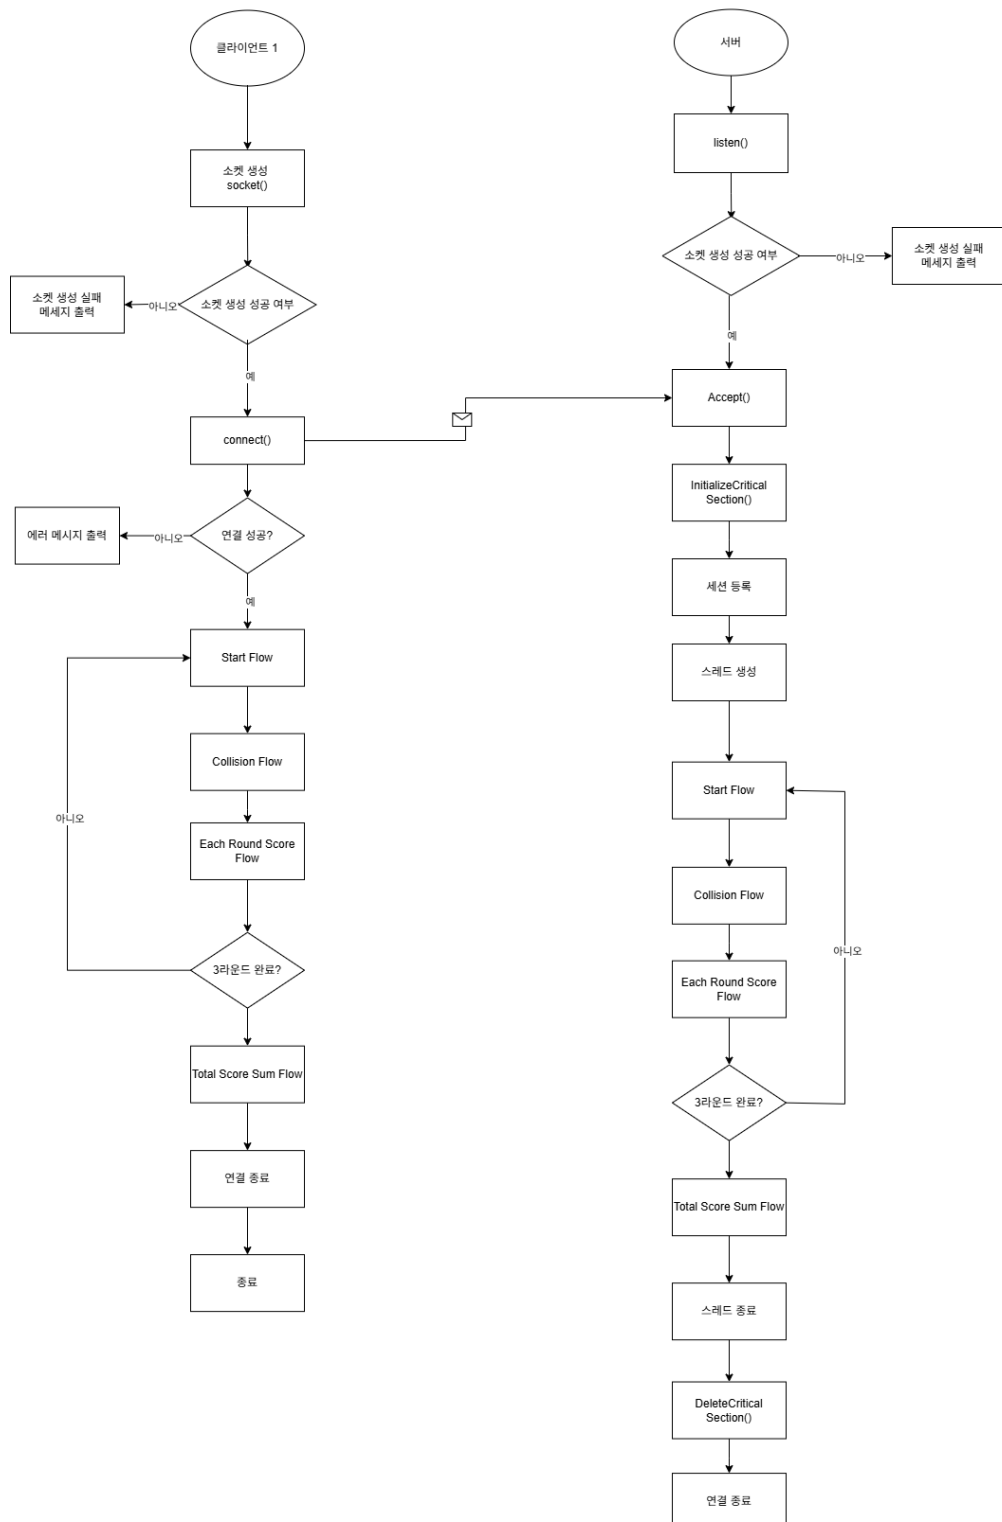 클라이언트 1
소켓 생성
socket()
소켓 생성 성공 여부
아니오
소켓 생성 실패
메세지 출력
예
connect()
연결 성공?
아니오
에러 메시지 출력
예
Start Flow
Collision Flow
Each Round Score
Flow
3라운드 완료?
아니오
Total Score Sum Flow
연결 종료
종료
서버
listen()
소켓 생성 성공 여부
아니오
소켓 생성 실패
메세지 출력
예
Accept()
InitializeCritical
Section()
세션 등록
스레드 생성
Start Flow
Collision Flow
Each Round Score
Flow
3라운드 완료?
아니오
Total Score Sum Flow
스레드 종료
DeleteCritical
Section()
연결 종료